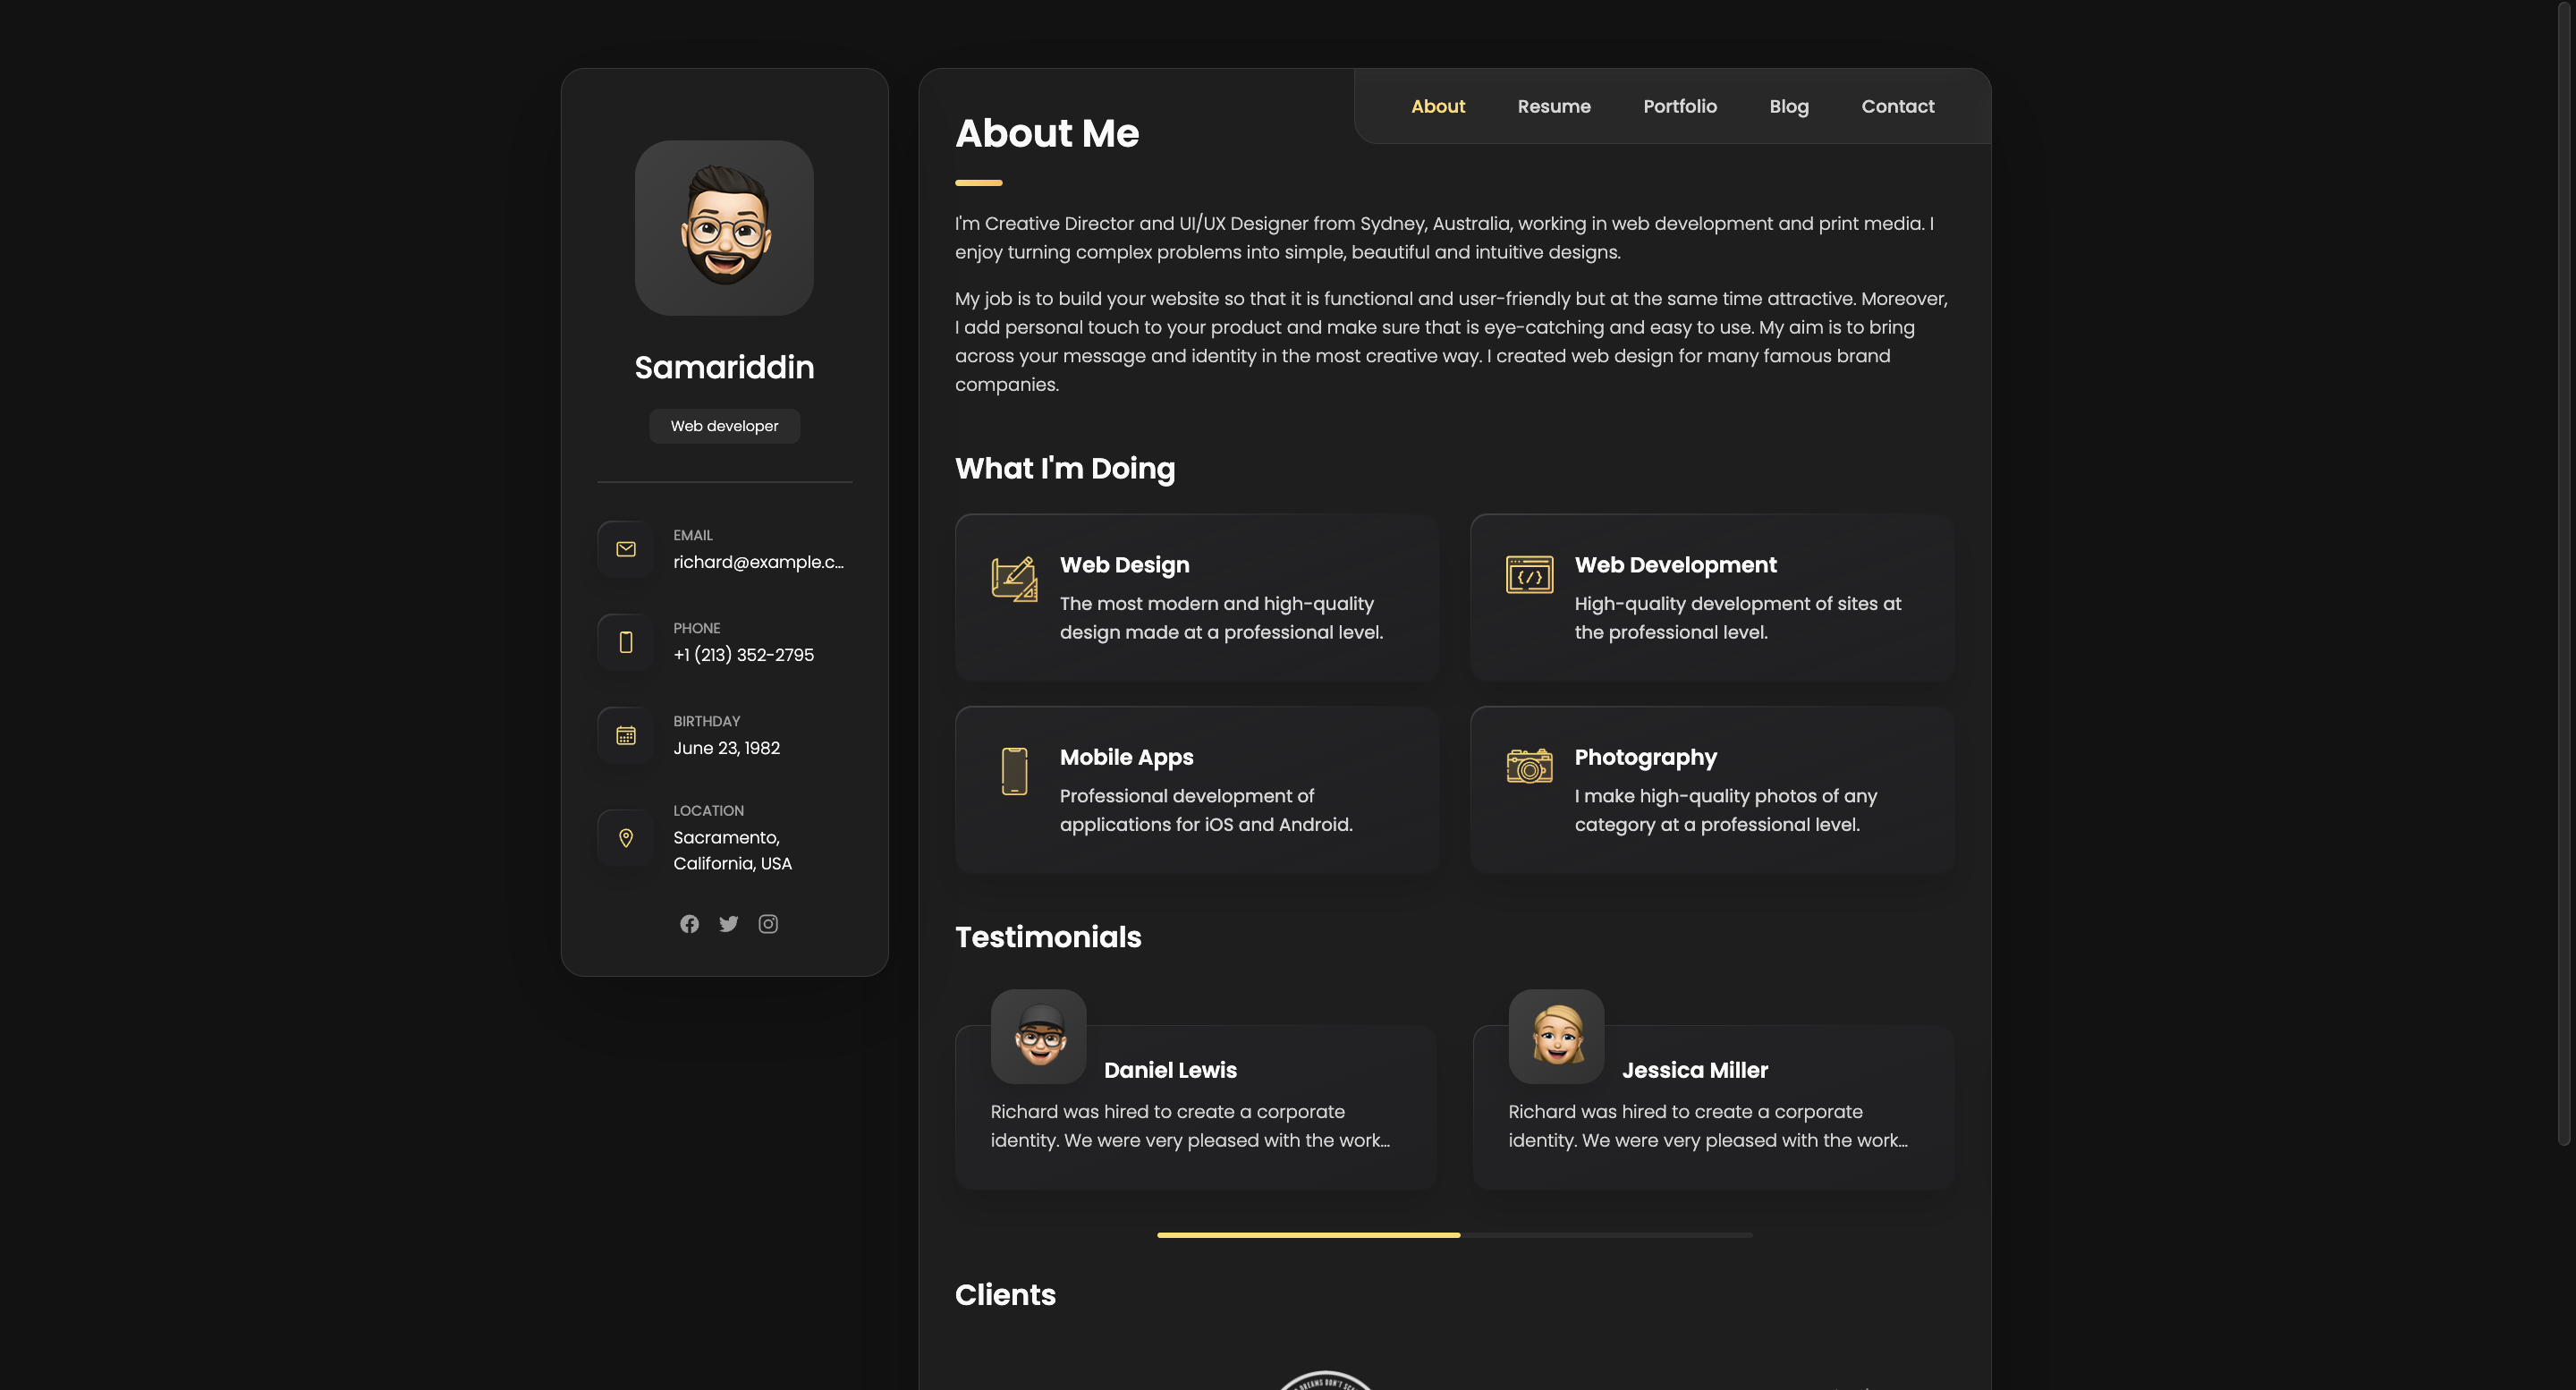 Samariddin
Web developer
EMAIL
richard@example.c...
PHONE
+1 (213) 352-2795
BIRTHDAY
June 23, 1982
LOCATION
Sacramento,
California, USA
About Resume Portfolio Blog Contact
About Me
I'm Creative Director and UI/UX Designer from Sydney, Australia, working in web development and print media. I
enjoy turning complex problems into simple, beautiful and intuitive designs.
My job is to build your website so that it is functional and user-friendly but at the same time attractive. Moreover,
I add personal touch to your product and make sure that is eye-catching and easy to use. My aim is to bring
across your message and identity in the most creative way. I created web design for many famous brand
companies.
What I'm Doing
Web Design
The most modern and high-quality
design made at a professional level.
Web Development
High-quality development of sites at
the professional level.
Mobile Apps
Professional development of
applications for iOS and Android.
Photography
I make high-quality photos of any
category at a professional level.
Testimonials
Daniel Lewis
Richard was hired to create a corporate
identity. We were very pleased with the work...
Jessica Miller
Richard was hired to create a corporate
identity. We were very pleased with the work...
Clients
DREAMS DON'T